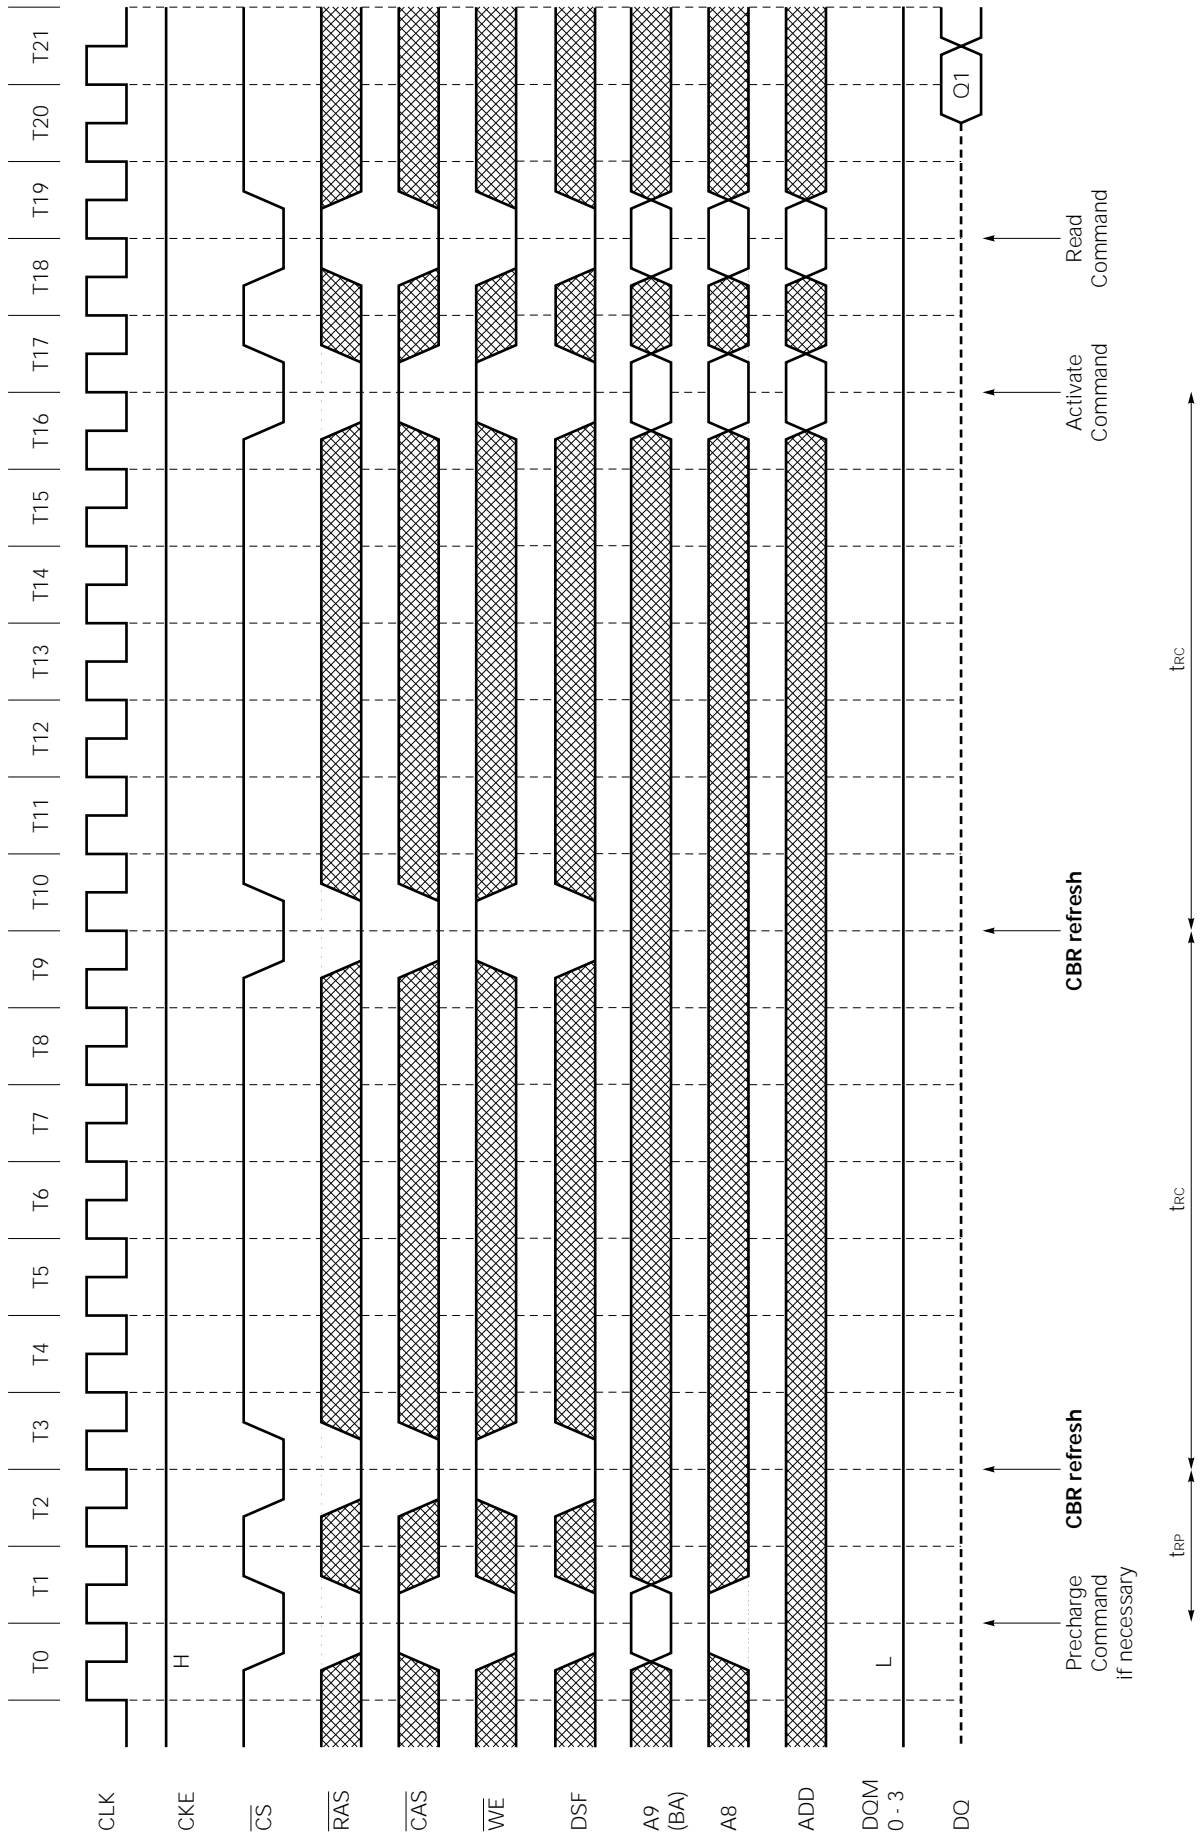 T0 T1 T2 T3 T4 T5 T6 T7 T8 T9 T10 T11 T12 T13 T14 T15 T16 T17 T18 T19 T20 T21
CLK
CKE
H
CS
RAS
CAS
WE
DSF
A9
(BA)
A8
ADD
DQM
0 - 3
L
DQ
Q1
Precharge
Command
if necessary
CBR refresh
CBR refresh
Activate
Command
Read
Command
tRP
tRC
tRC